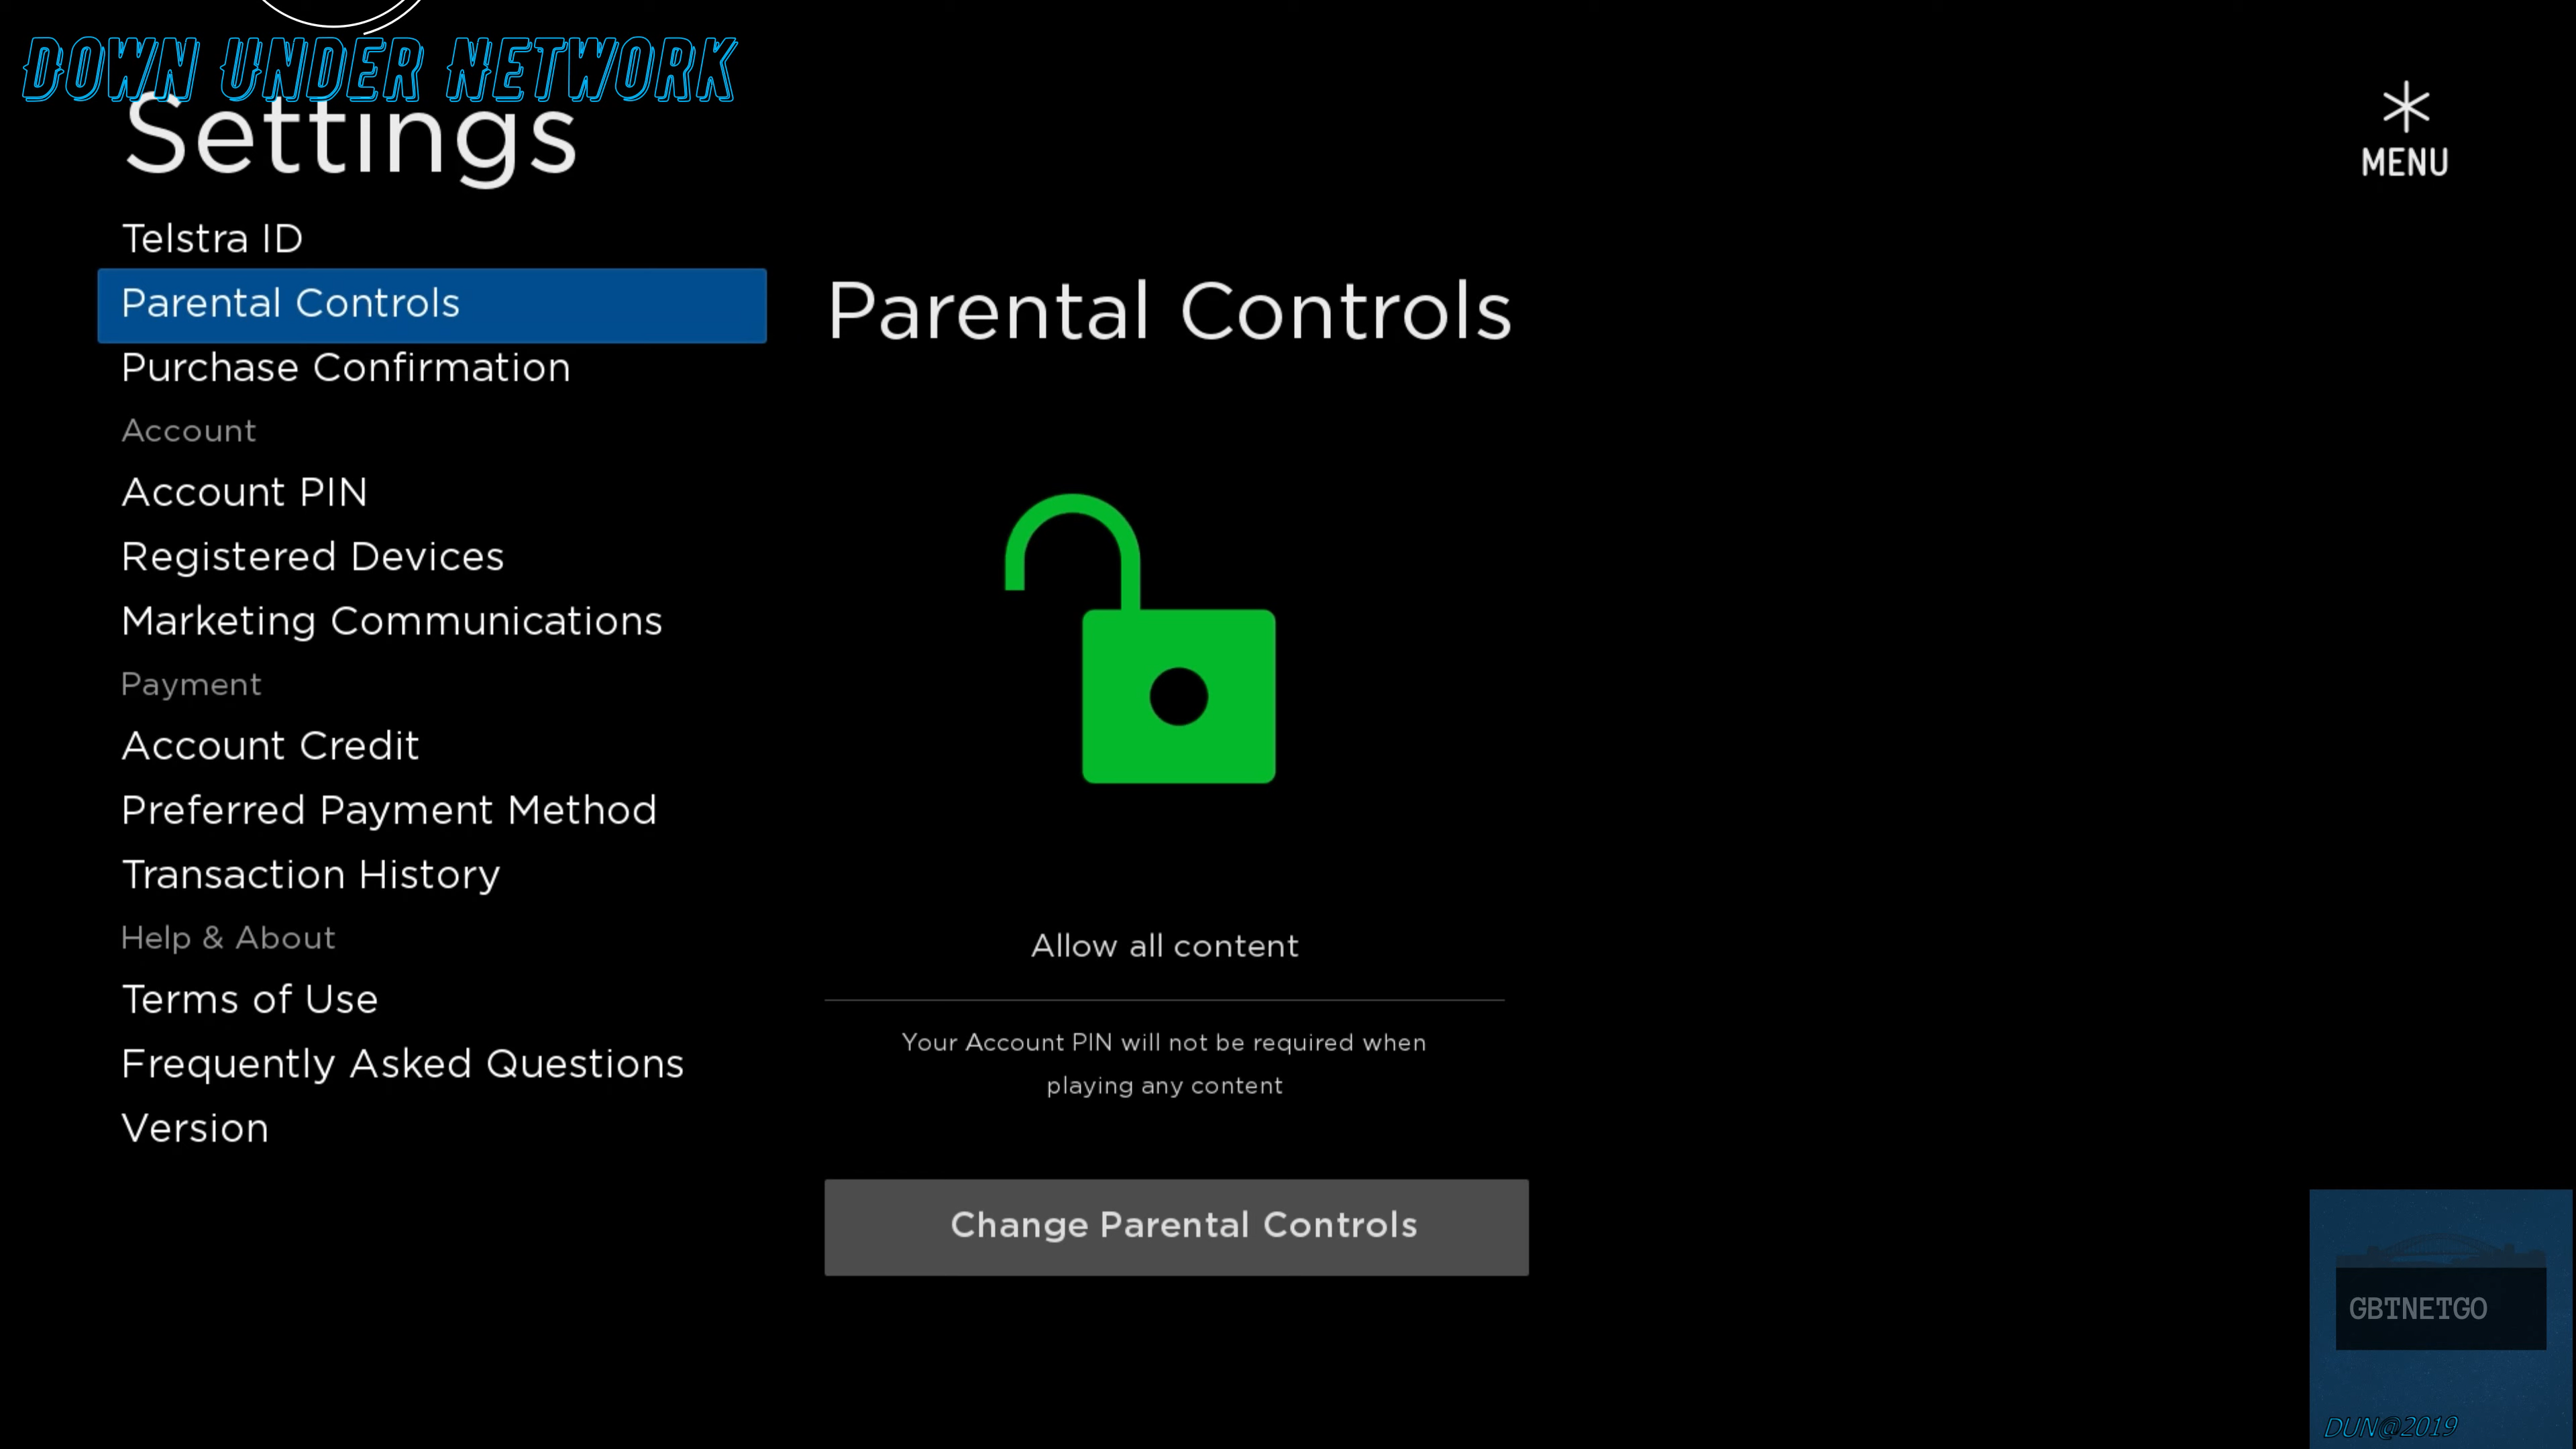 DOWN UNDER NETWORK
Settings
MENU
Telstra ID
Parental Controls
Purchase Confirmation
Account
Account PIN
Registered Devices
Marketing Communications
Payment
Account Credit
Preferred Payment Method
Transaction History
Help & About
Terms of Use
Frequently Asked Questions
Version
Parental Controls
Allow all content
Your Account PIN will not be required when
playing any content
Change Parental Controls
GBTNETGO
DUN@2019